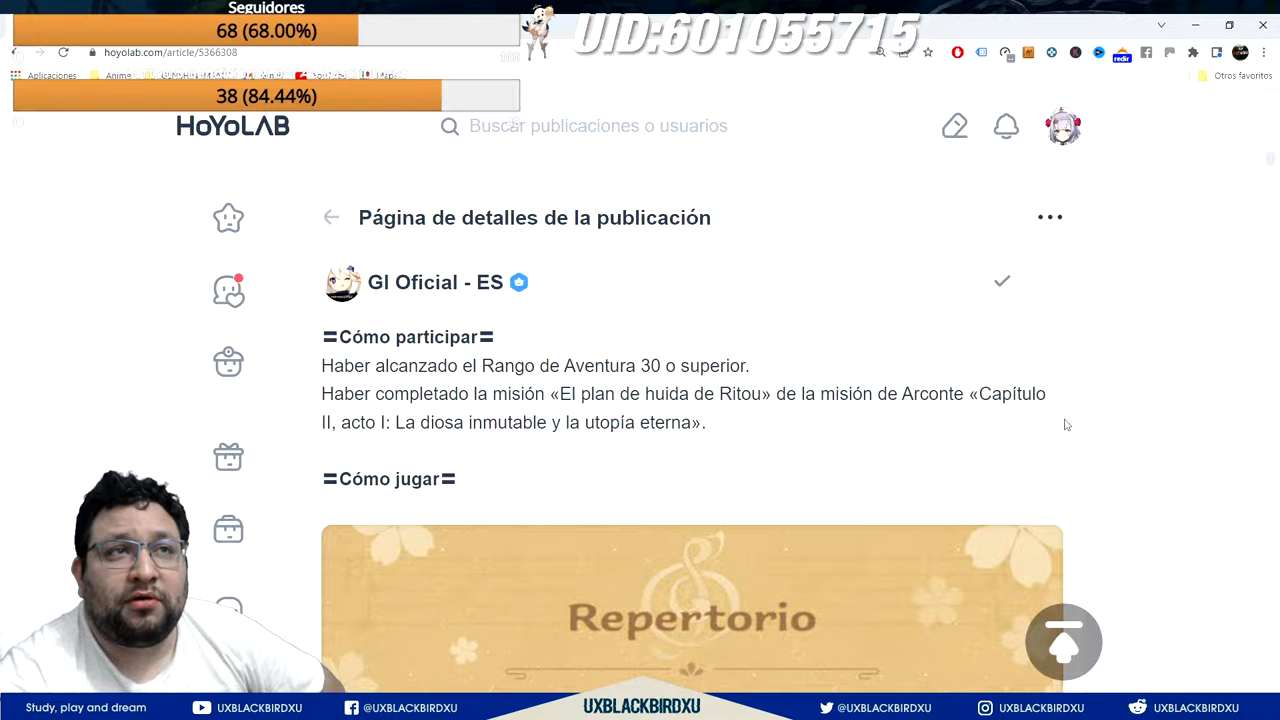 Seguidores
68 (68.00%)
UID:601055715
hoyolab.com/article/5366308
redir
Aplicaciones
Anime
Otros favoritos
38 (84.44%)
HoYoLAB
Buscar publicaciones o usuarios
Página de detalles de la publicación
GI Oficial - ES
〓Cómo participar〓
Haber alcanzado el Rango de Aventura 30 o superior.
Haber completado la misión «El plan de huida de Ritou» de la misión de Arconte «Capítulo
II, acto I: La diosa inmutable y la utopía eterna».
〓Cómo jugar〓
Repertorio
Study, play and dream
UXBLACKBIRDXU
@UXBLACKBIRDXU
UXBLACKBIRDXU
@UXBLACKBIRDXU
UXBLACKBIRDXU
UXBLACKBIRDXU